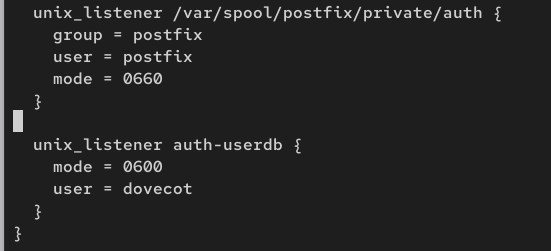 unix_listener /var/spool/postfix/private/auth {
group = postfix
user = postfix
mode = 0660
}
unix_listener auth-userdb {
mode = 0600
user = dovecot
}
}